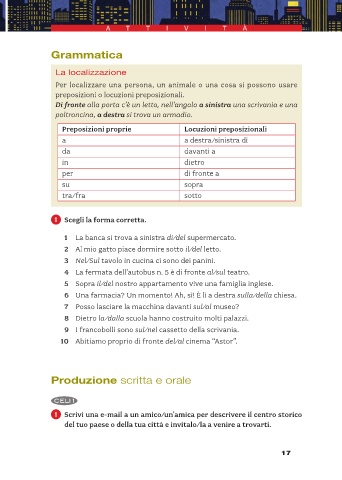 ATTIVITÀ
Grammatica
La localizzazione
Per localizzare una persona, un animale o una cosa si possono usare
preposizioni o locuzioni preposizionali.
Di fronte alla porta c'è un letto, nell'angolo a sinistra una scrivania e una
poltroncina, a destra si trova un armadio.
Preposizioni proprie Locuzioni preposizionali
a a destra/sinistra di
da davanti a
in dietro
per di fronte a
su sopra
tra/fra sotto
1 Scegli la forma corretta.
1 La banca si trova a sinistra di/del supermercato.
2 Al mio gatto piace dormire sotto il/del letto.
3 Nel/Sul tavolo in cucina ci sono dei panini.
4 La fermata dell'autobus n. 5 è di fronte al/sul teatro.
5 Sopra il/del nostro appartamento vive una famiglia inglese.
6 Una farmacia? Un momento! Ah, sì! È lì a destra sulla/della chiesa.
7 Posso lasciare la macchina davanti sul/al museo?
8 Dietro la/dalla scuola hanno costruito molti palazzi.
9 I francobolli sono sul/nel cassetto della scrivania.
10 Abitiamo proprio di fronte del/al cinema "Astor".
Produzione scritta e orale
CELI 1
1 Scrivi una e-mail a un amico/un'amica per descrivere il centro storico
del tuo paese o della tua città e invitalo/la a venire a trovarti.
17